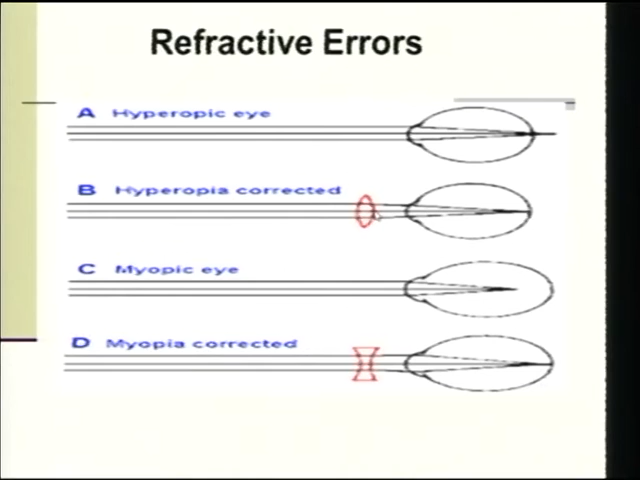 Refractive Errors
A Hyperopic eye
B Hyperopia corrected
C Myopic eye
D Myopia corrected